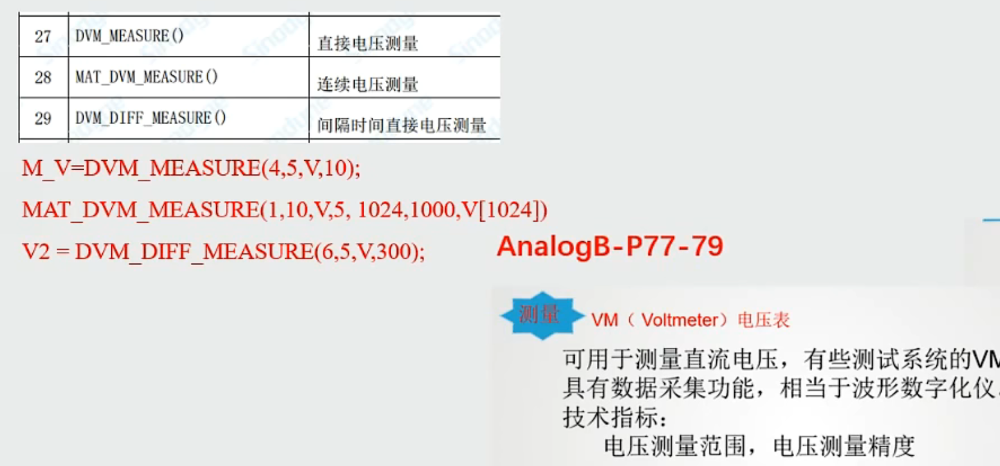 27 DVM_MEASURE() 直接电压测量
28 MAT_DVM_MEASURE() 连续电压测量
29 DVM_DIFF_MEASURE() 间隔时间直接电压测量
M_V=DVM_MEASURE(4,5,V,10);
MAT_DVM_MEASURE(1,10,V,5, 1024,1000,V[1024])
V2 = DVM_DIFF_MEASURE(6,5,V,300);
AnalogB-P77-79
测量
VM（ Voltmeter）电压表
可用于测量直流电压，有些测试系统的VM
具有数据采集功能，相当于波形数字化仪
技术指标：
电压测量范围，电压测量精度